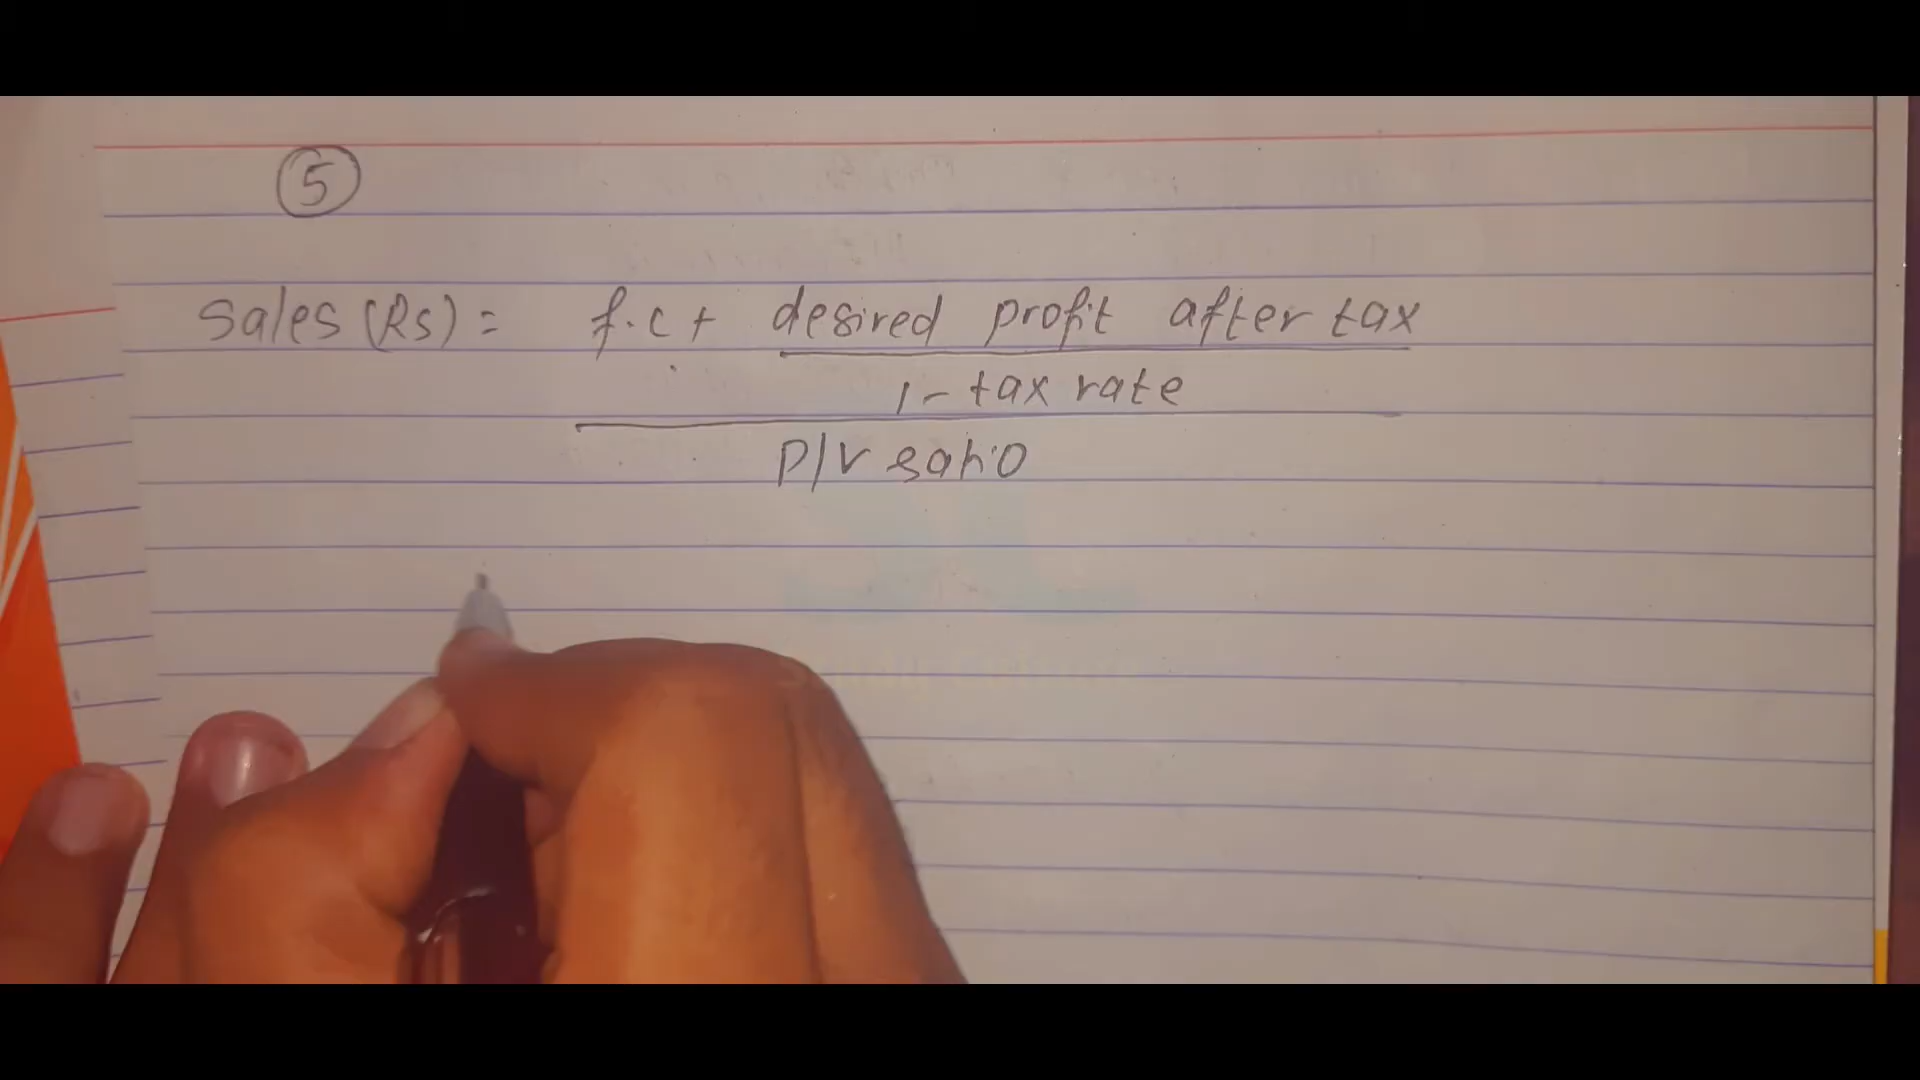 5
Sales (Rs) = f.c + desired profit after tax
1 - tax rate
P/V ratio